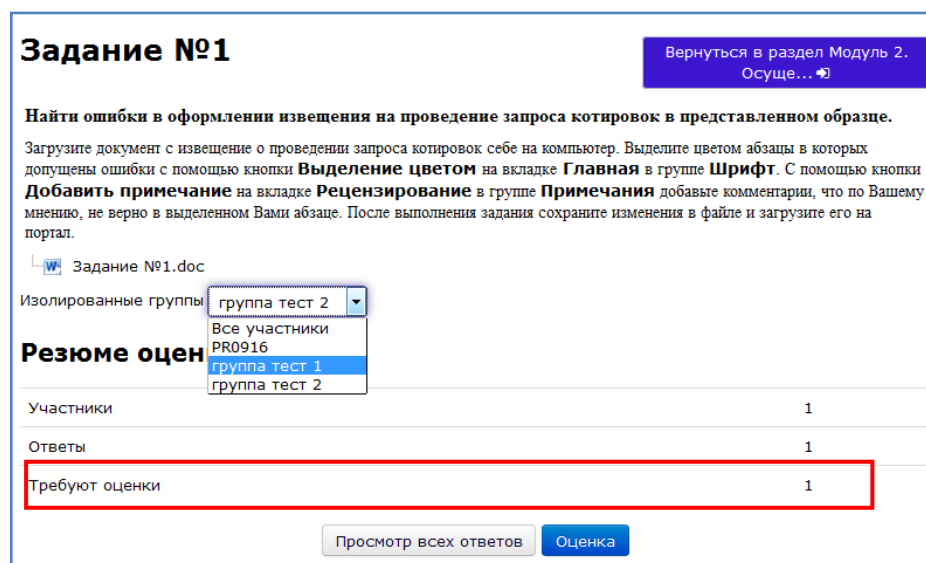 Задание №1
Вернуться в раздел Модуль 2.
Осуще...
Найти ошибки в оформлении извещения на проведение запроса котировок в представленном образце.
Загрузите документ с извещение о проведении запроса котировок себе на компьютер. Выделите цветом абзацы в которых
допущены ошибки с помощью кнопки Выделение цветом на вкладке Главная в группе Шрифт. С помощью кнопки
Добавить примечание на вкладке Рецензирование в группе Примечания добавьте комментарии, что по Вашему
мнению, не верно в выделенном Вами абзаце. После выполнения задания сохраните изменения в файле и загрузите его на
портал.
Задание №1.doc
Изолированные группы группа тест 2
Все участники
PR0916
группа тест 1
группа тест 2
Резюме оцен
Участники 1
Ответы 1
Требуют оценки 1
Просмотр всех ответов Оценка